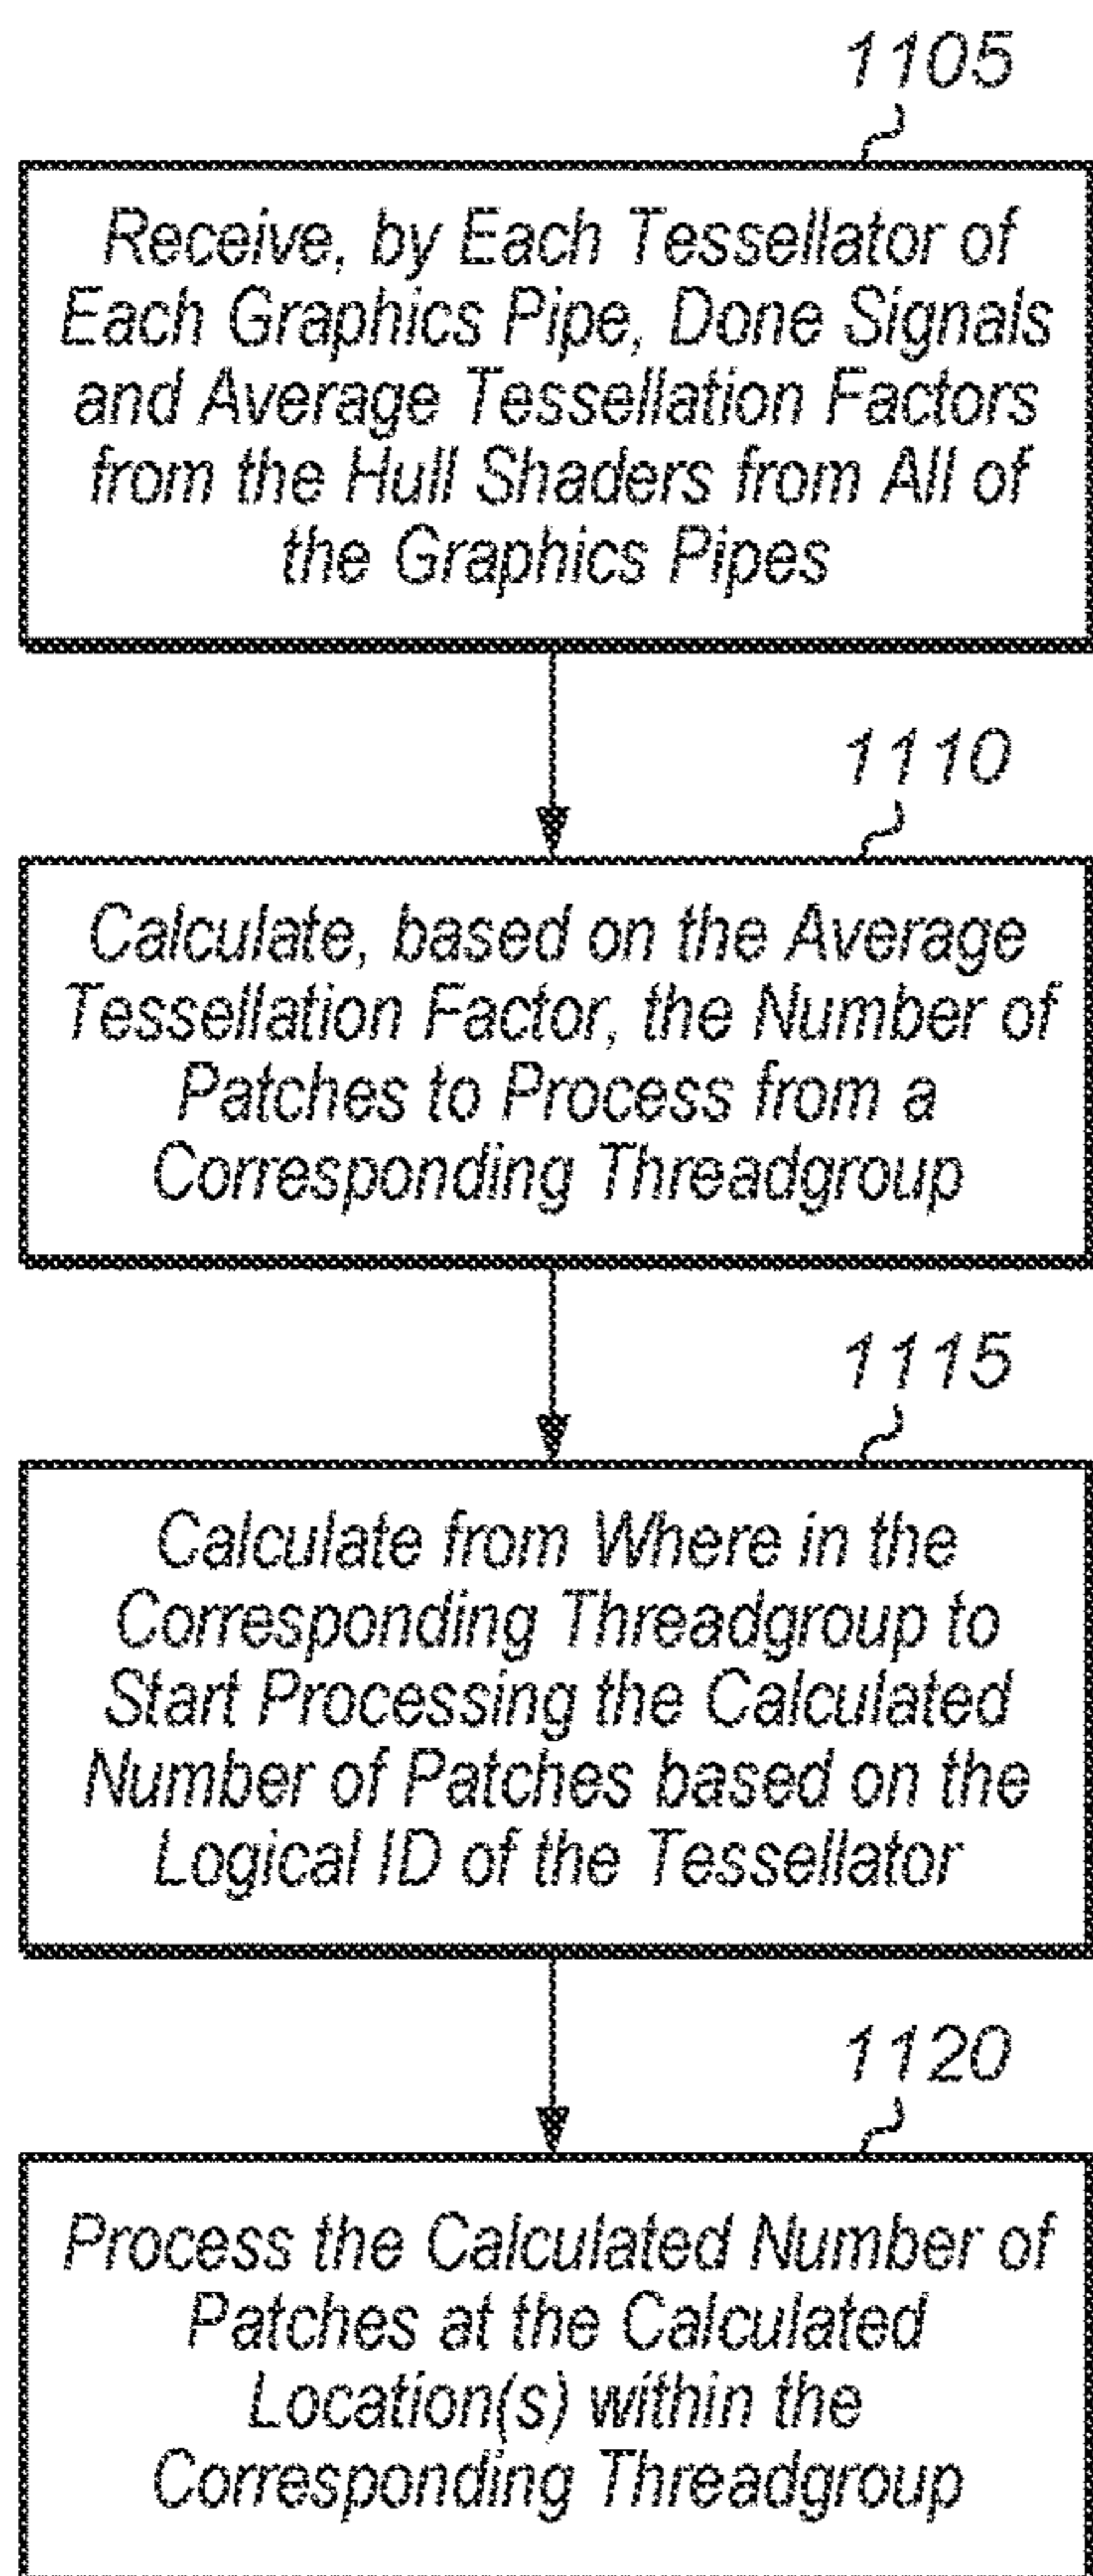 1105
Receive, by Each Tessellator of
Each Graphics Pipe, Done Signals
and Average Tessellation Factors
from the Hull Shaders from All of
the Graphics Pipes
1110
Calculate, based on the Average
Tessellation Factor, the Number of
Patches to Process from a
Corresponding Threadgroup
1115
Calculate from Where in the
Corresponding Threadgroup to
Start Processing the Calculated
Number of Patches based on the
Logical ID of the Tessellator
1120
Process the Calculated Number of
Patches at the Calculated
Location(s) within the
Corresponding Threadgroup